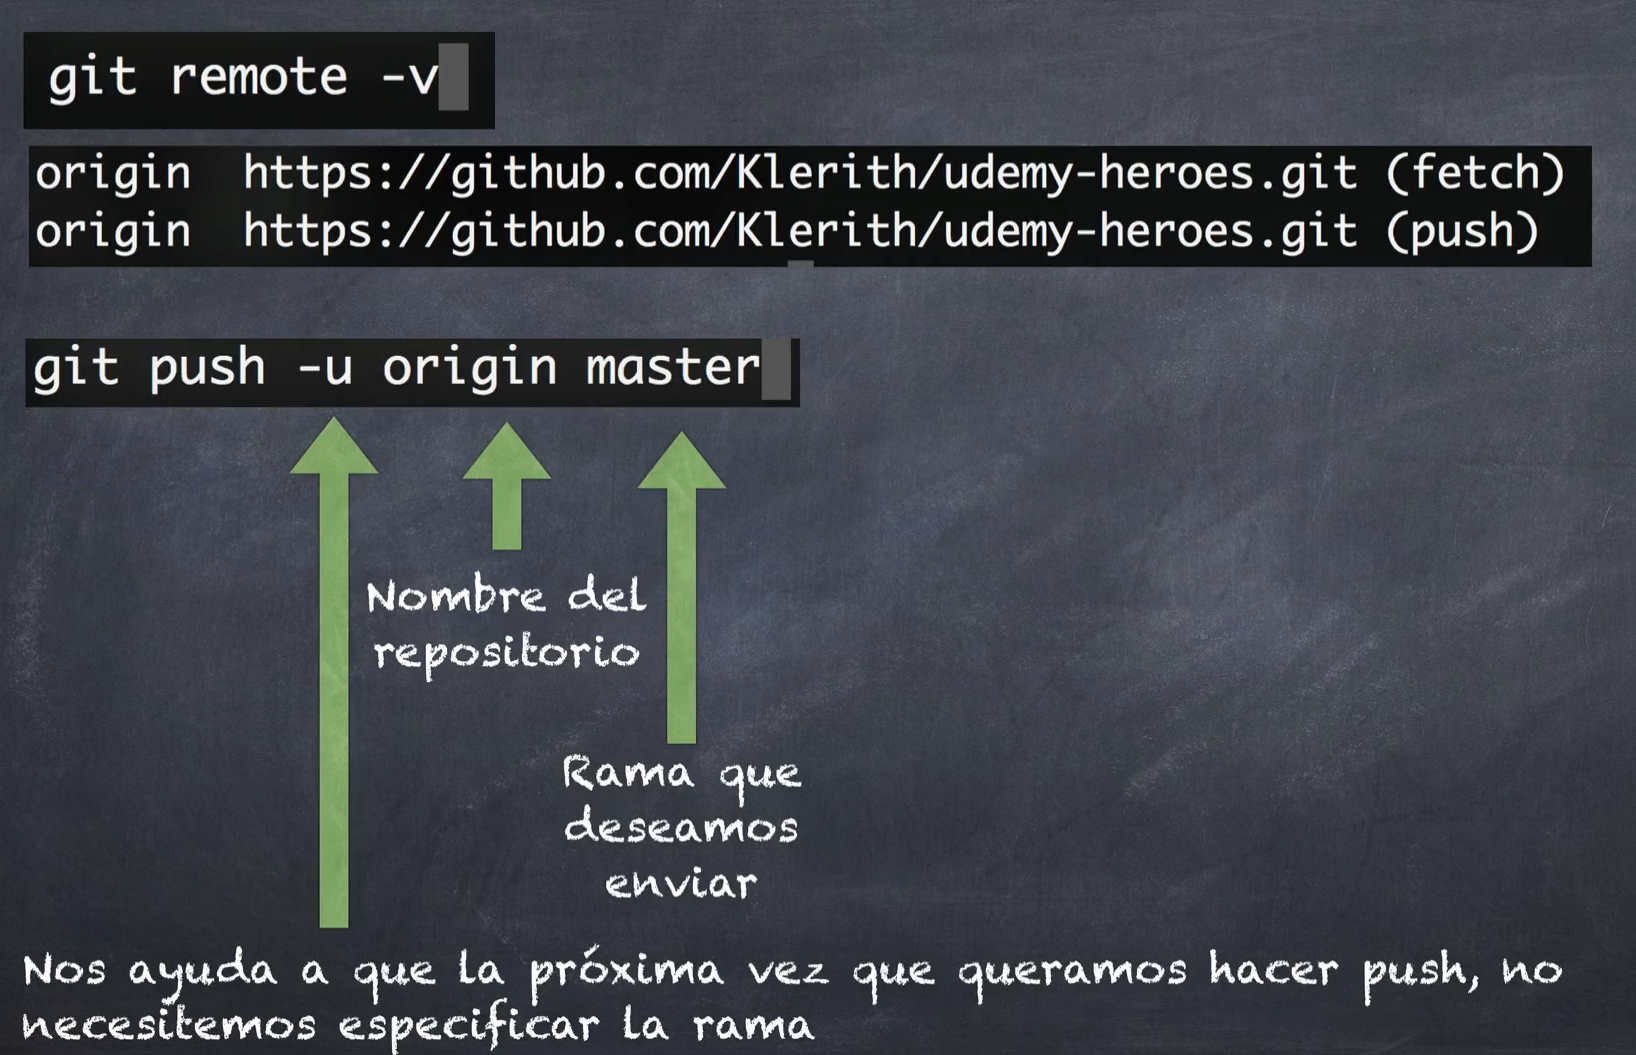 git remote -v
origin  https://github.com/Klerith/udemy-heroes.git (fetch)
origin  https://github.com/Klerith/udemy-heroes.git (push)
git push -u origin master
Nombre del
repositorio
Rama que
deseamos
enviar
Nos ayuda a que la próxima vez que queramos hacer push, no
necesitemos especificar la rama